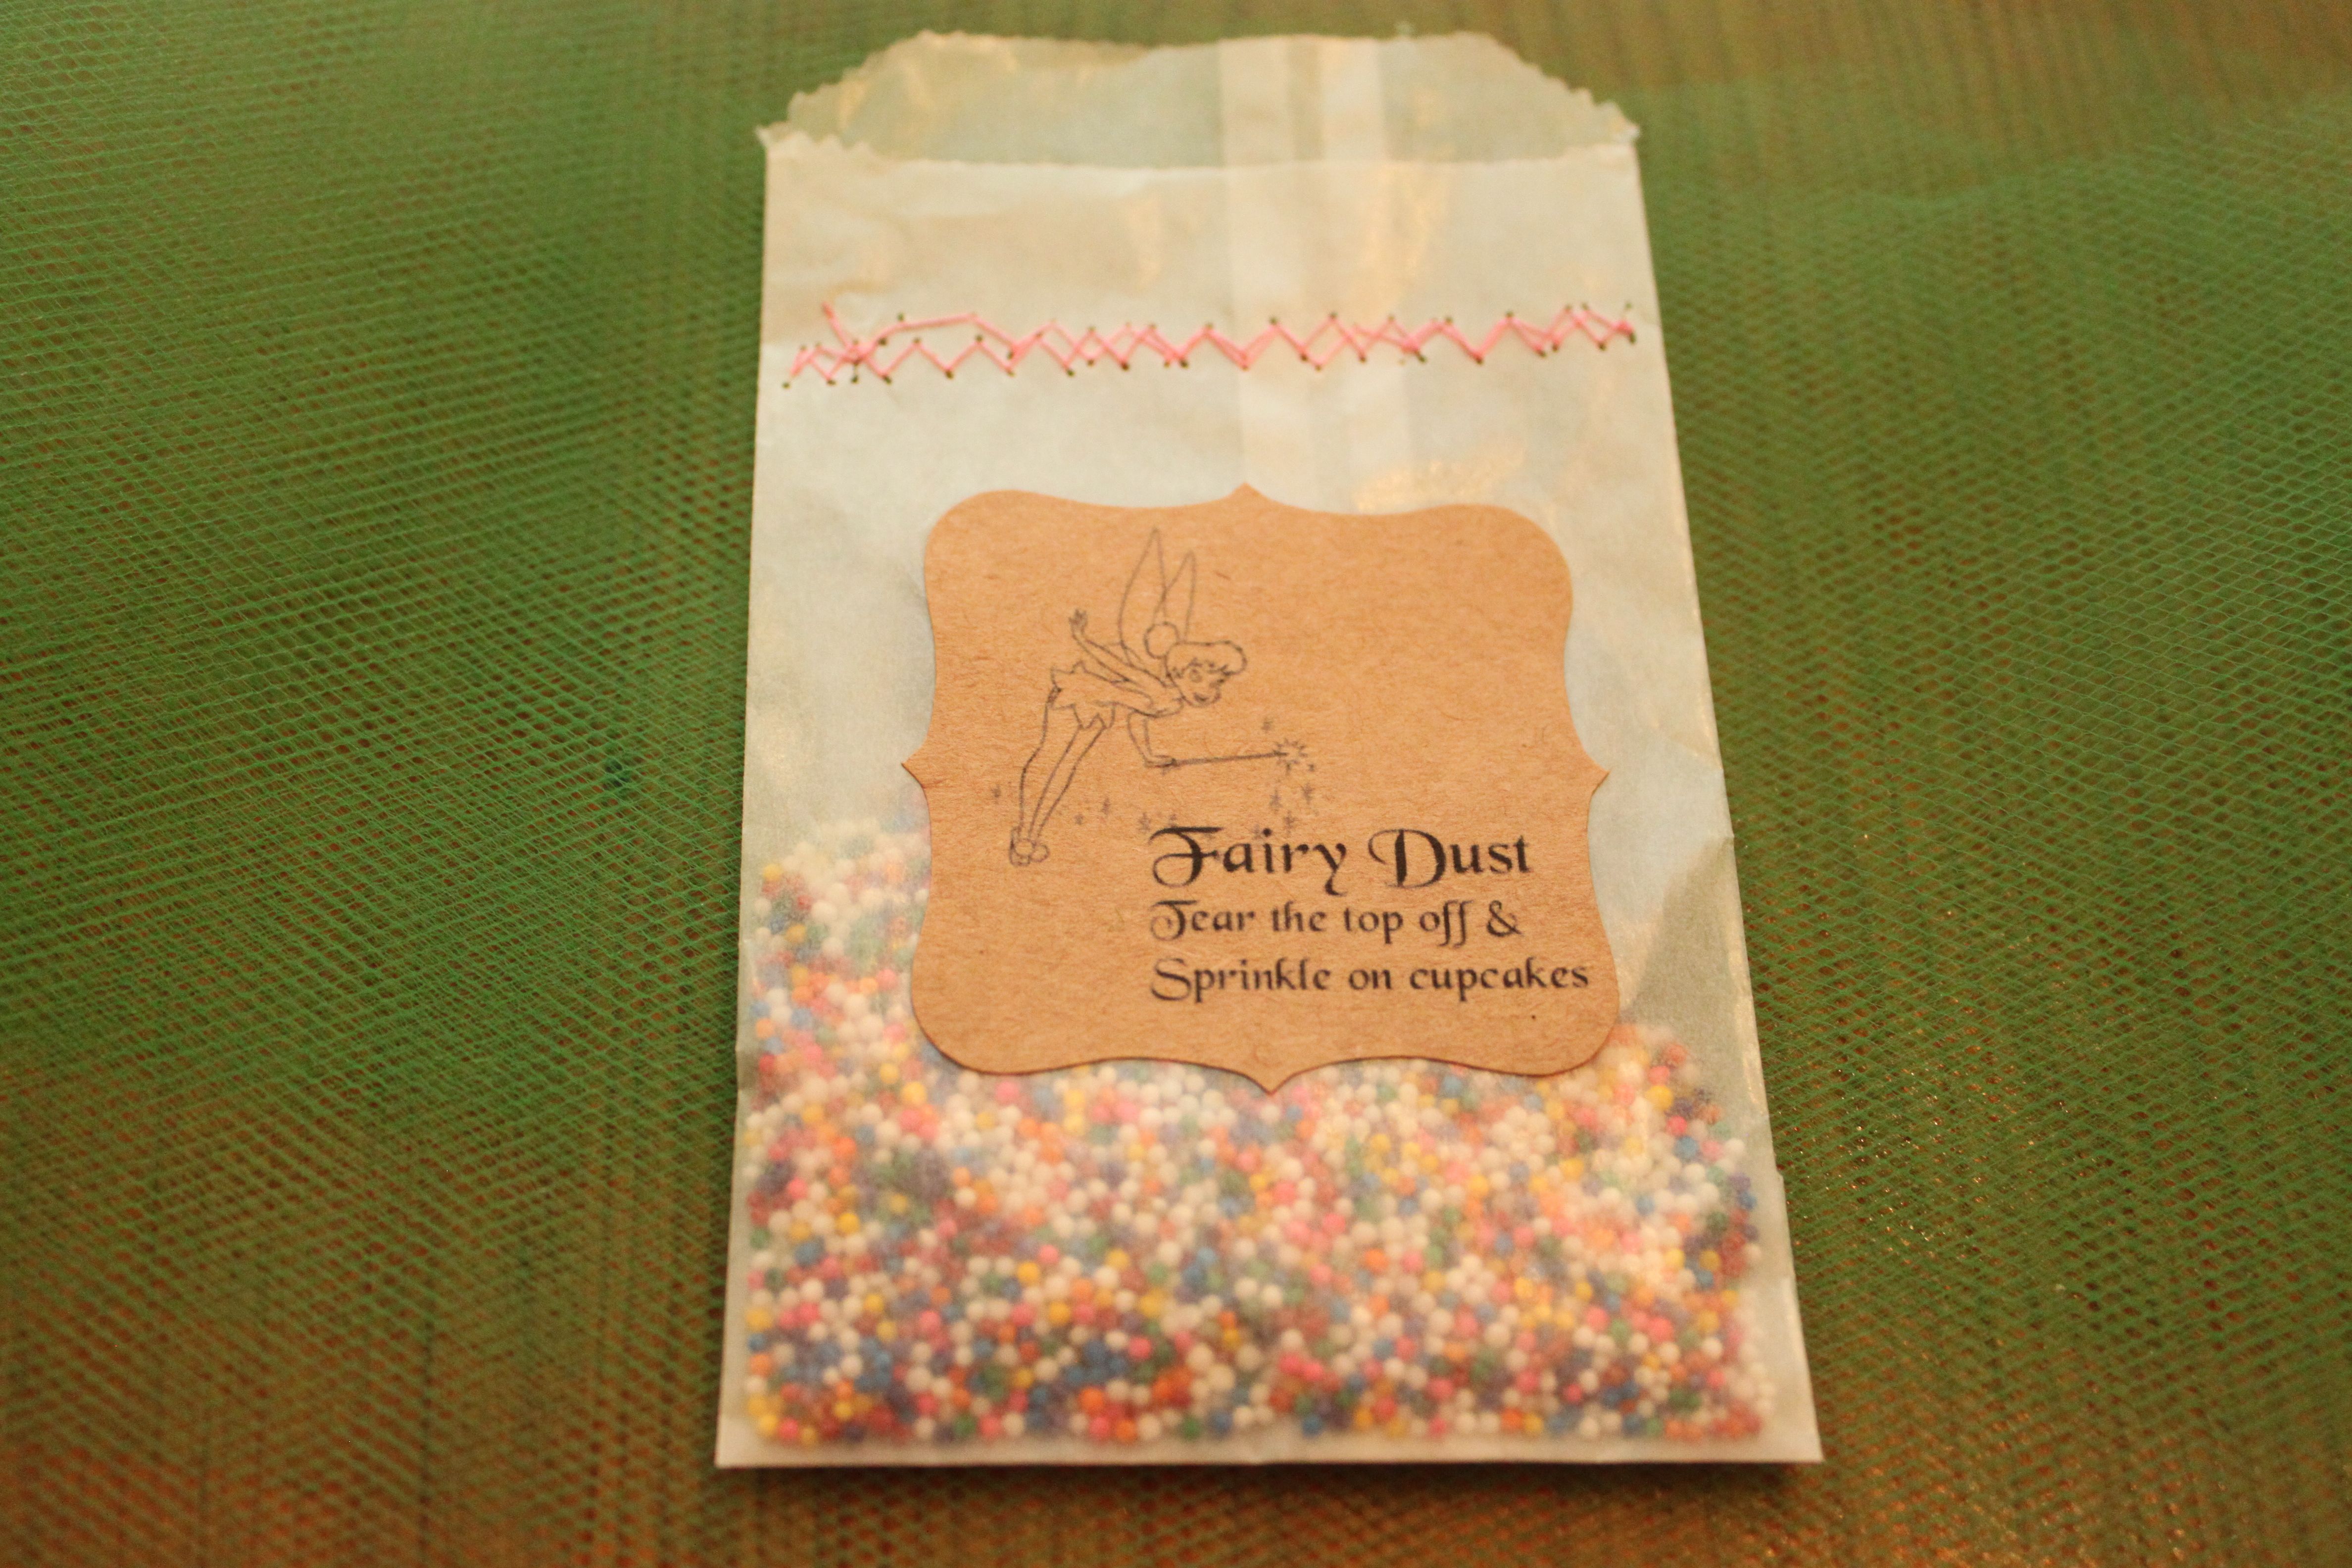 Fairy Dust
Tear the top off &
Sprinkle on cupcakes